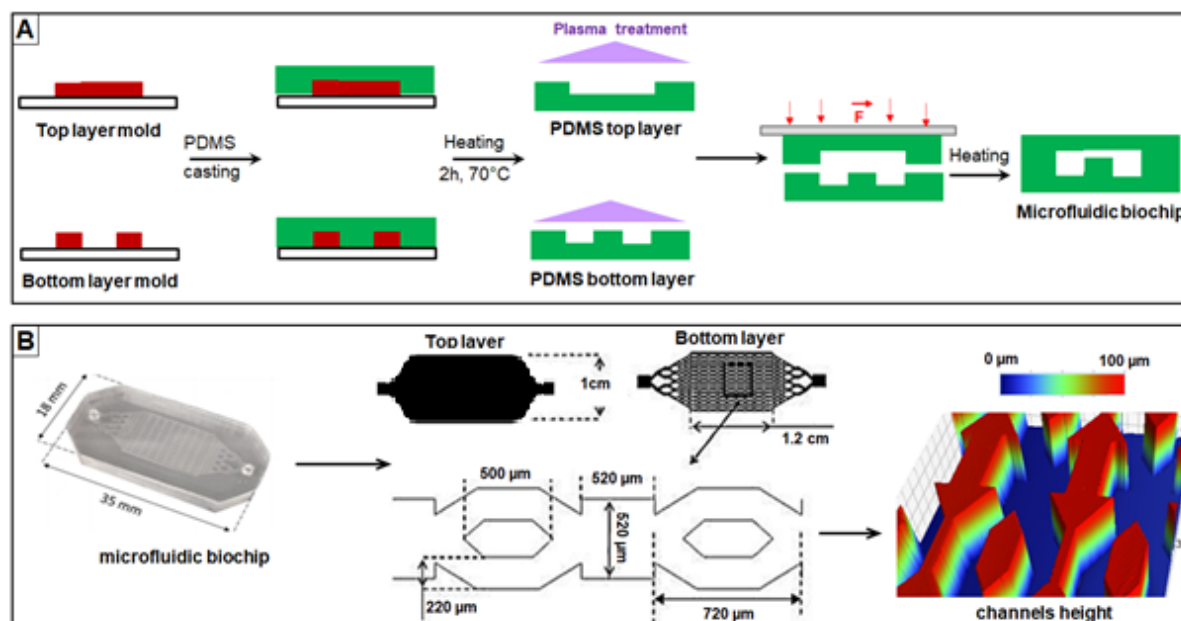 A
Plasma treatment
F
Top layer mold
PDMS
casting
Heating
2h, 70°C
PDMS top layer
Heating
Microfluidic biochip
Bottom layer mold
PDMS bottom layer
B
Top layer
Bottom layer
0 µm
100 µm
18 mm
1cm
1.2 cm
35 mm
500 µm
520 µm
520 µm
microfluidic biochip
220 µm
720 µm
channels height